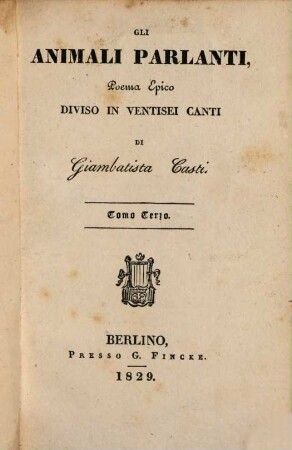 GLI
ANIMALI PARLANTI,
Poema Epico
DIVISO IN VENTISEI CANTI
DI
Giambatista Casti.
Tomo Terzo.
BERLINO,
PRESSO G. FINCKE.
1829.